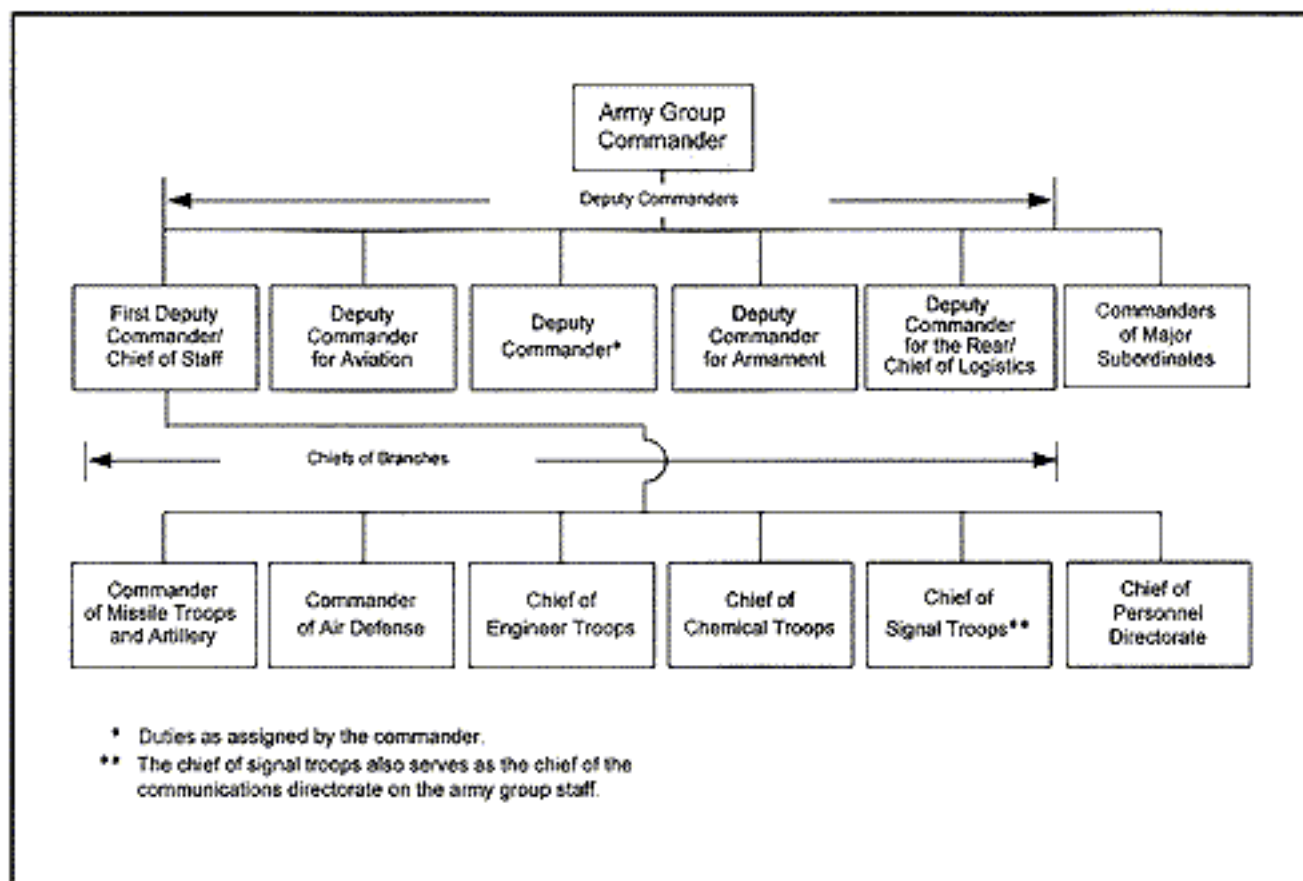 Army Group
Commander
Deputy Commanders
First Deputy
Commander/
Chief of Staff
Deputy
Commander
for Aviation
Deputy
Commander*
Deputy
Commander
for Armament
Deputy
Commander
for the Rear/
Chief of Logistics
Commanders
of Major
Subordinates
Chiefs of Branches
Commander
of Missile Troops
and Artillery
Commander
of Air Defense
Chief of
Engineer Troops
Chief of
Chemical Troops
Chief of
Signal Troops**
Chief of
Personnel
Directorate
* Duties as assigned by the commander.
** The chief of signal troops also serves as the chief of the
communications directorate on the army group staff.